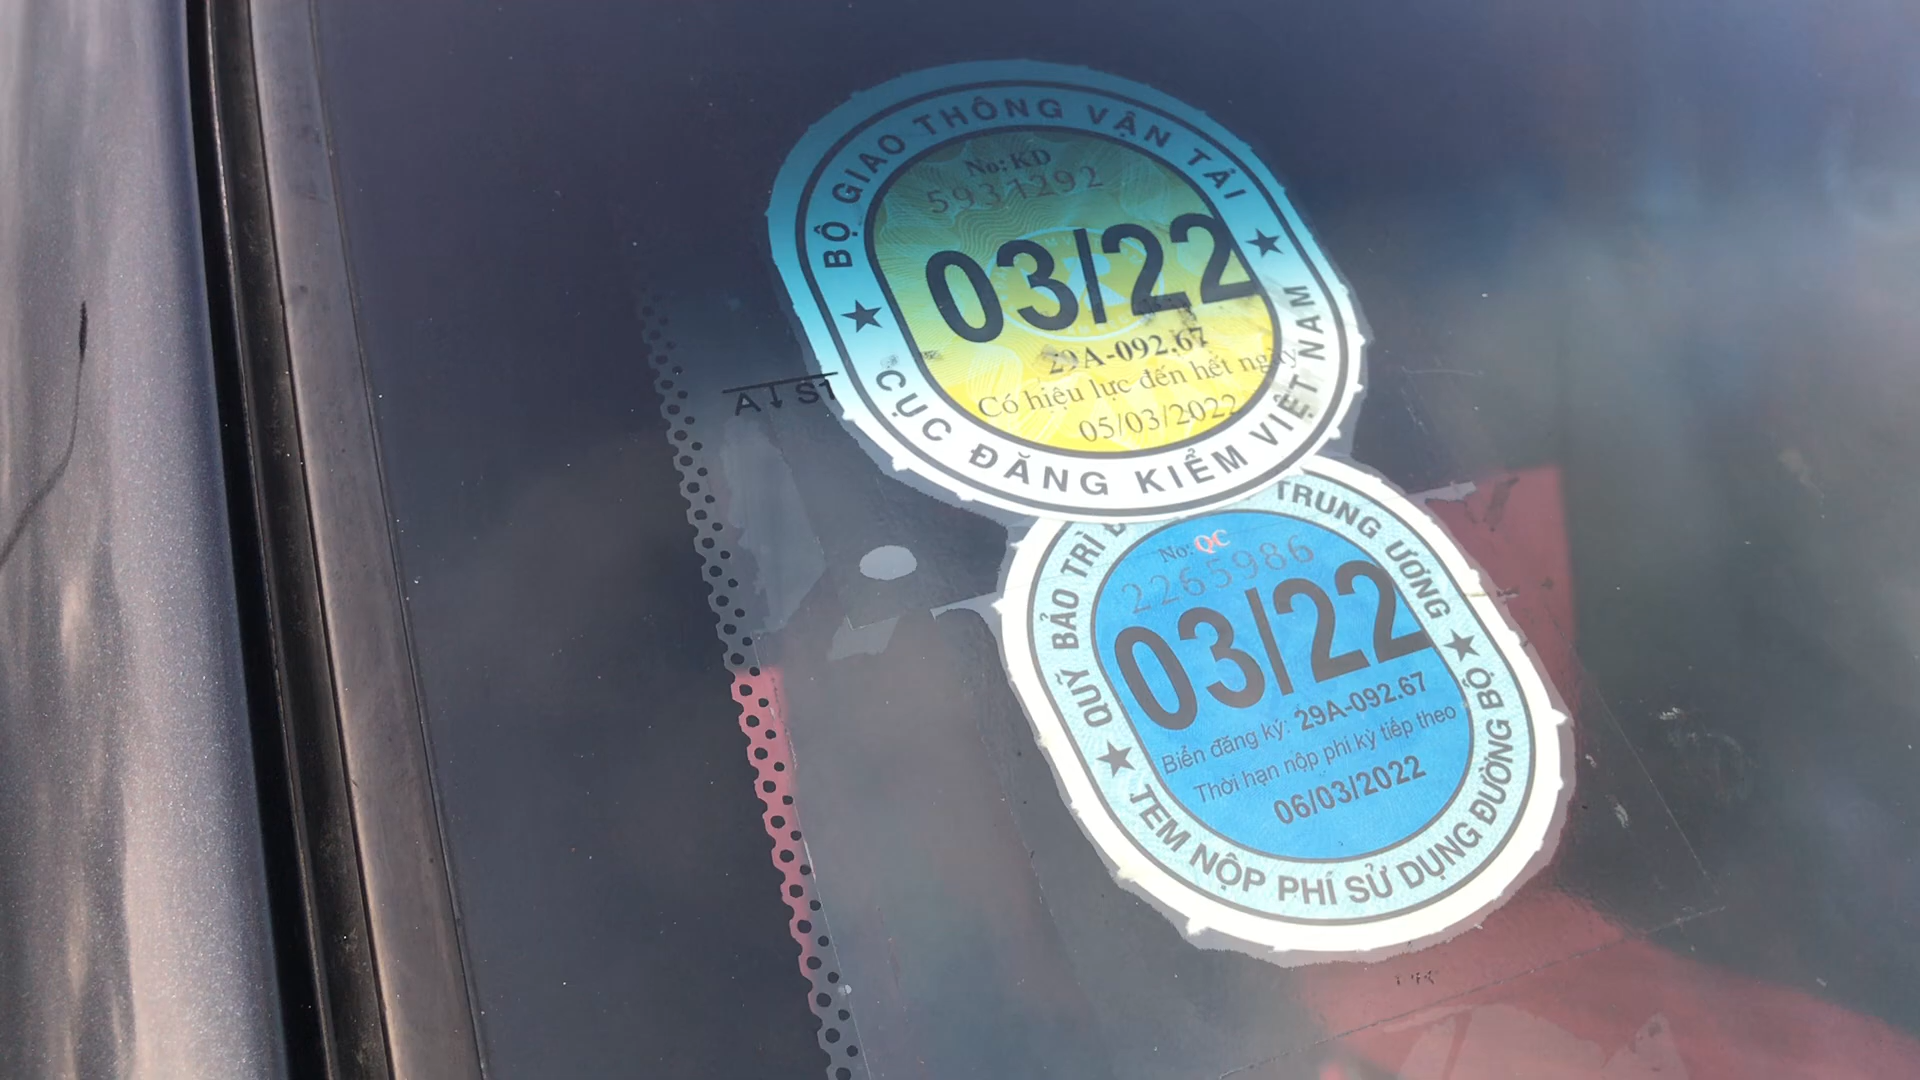 BỘ GIAO THÔNG VẬN TẢI
No: KD
5931292
03/22
29A-092.67
Có hiệu lực đến hết ngày
05/03/2022
CỤC ĐĂNG KIỂM VIỆT NAM
A↓S1
QUỸ BẢO TRÌ Đ TRUNG ƯƠNG
No: QC
2265986
03/22
Biển đăng ký: 29A-092.67
Thời hạn nộp phí kỳ tiếp theo
06/03/2022
TEM NỘP PHÍ SỬ DỤNG ĐƯỜNG BỘ